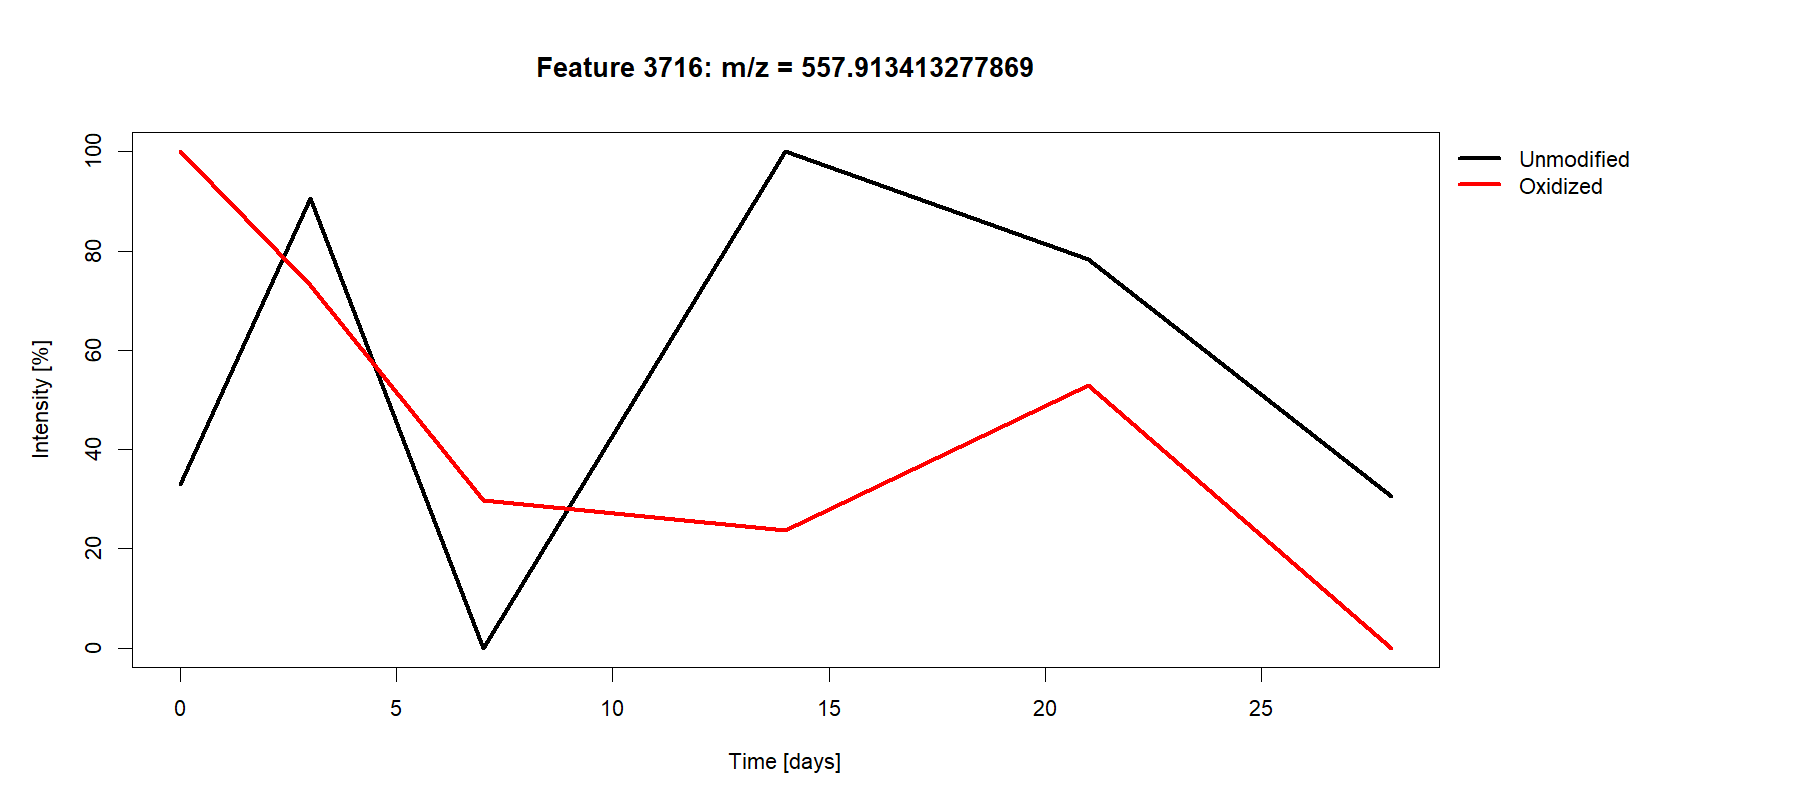 Feature 3716: m/z = 557.913413277869
Unmodified
Oxidized
Intensity [%]
100
80
60
40
20
0
0 5 10 15 20 25
Time [days]